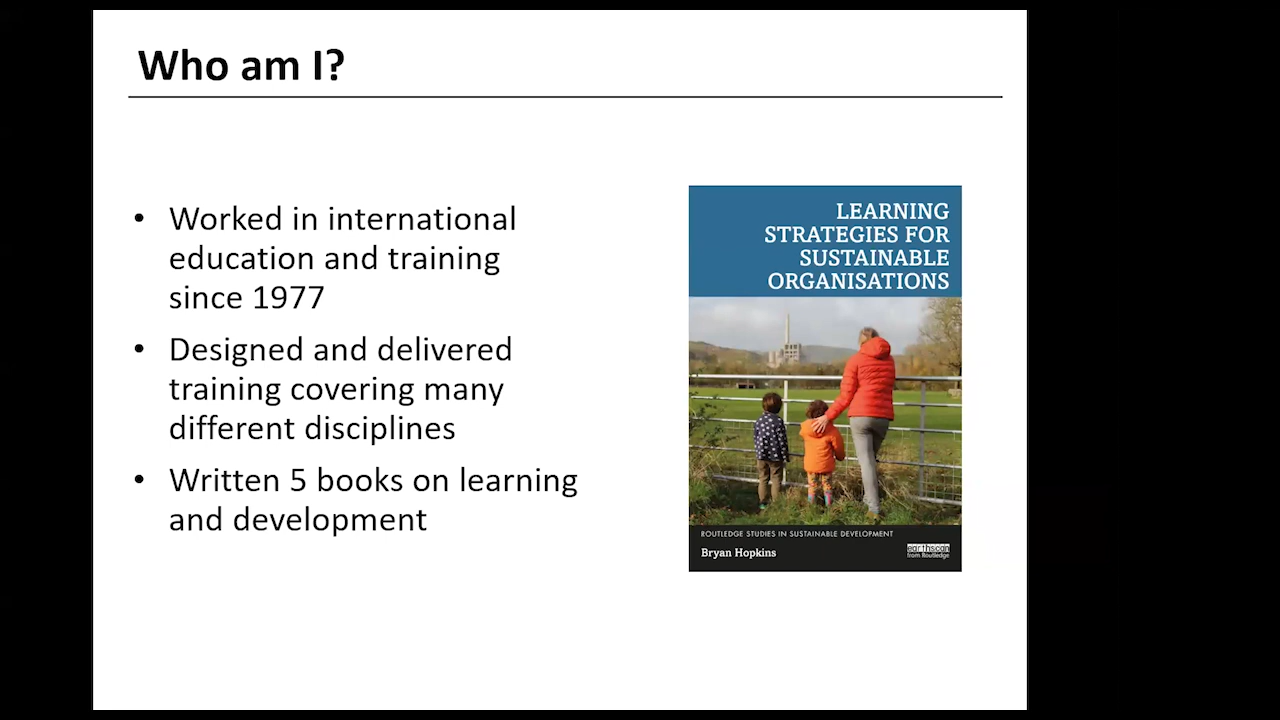 Who am I?
• Worked in international
education and training
since 1977
• Designed and delivered
training covering many
different disciplines
• Written 5 books on learning
and development
LEARNING
STRATEGIES FOR
SUSTAINABLE
ORGANISATIONS
ROUTLEDGE STUDIES IN SUSTAINABLE DEVELOPMENT
Bryan Hopkins
earthscan
from Routledge